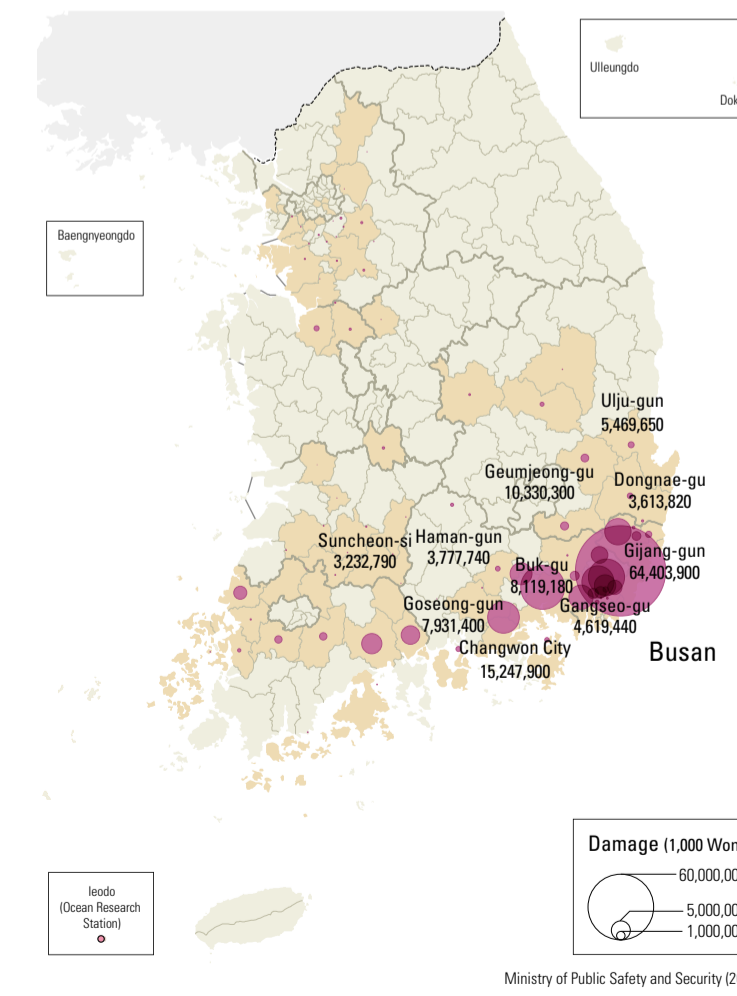 Ulleungdo
Dok
Baengnyeongdo
Ulju-gun
5,469,650
Geumjeong-gu
10,330,300
Dongnae-gu
3,613,820
Suncheon-si
3,232,790
Haman-gun
3,777,740
Buk-gu
8,119,180
Gijang-gun
64,403,900
Goseong-gun
7,931,400
Gangseo-gu
4,619,440
Changwon City
15,247,900
Busan
Ieodo
(Ocean Research
Station)
Damage (1,000 Won
60,000,00
5,000,00
1,000,00
Ministry of Public Safety and Security (20